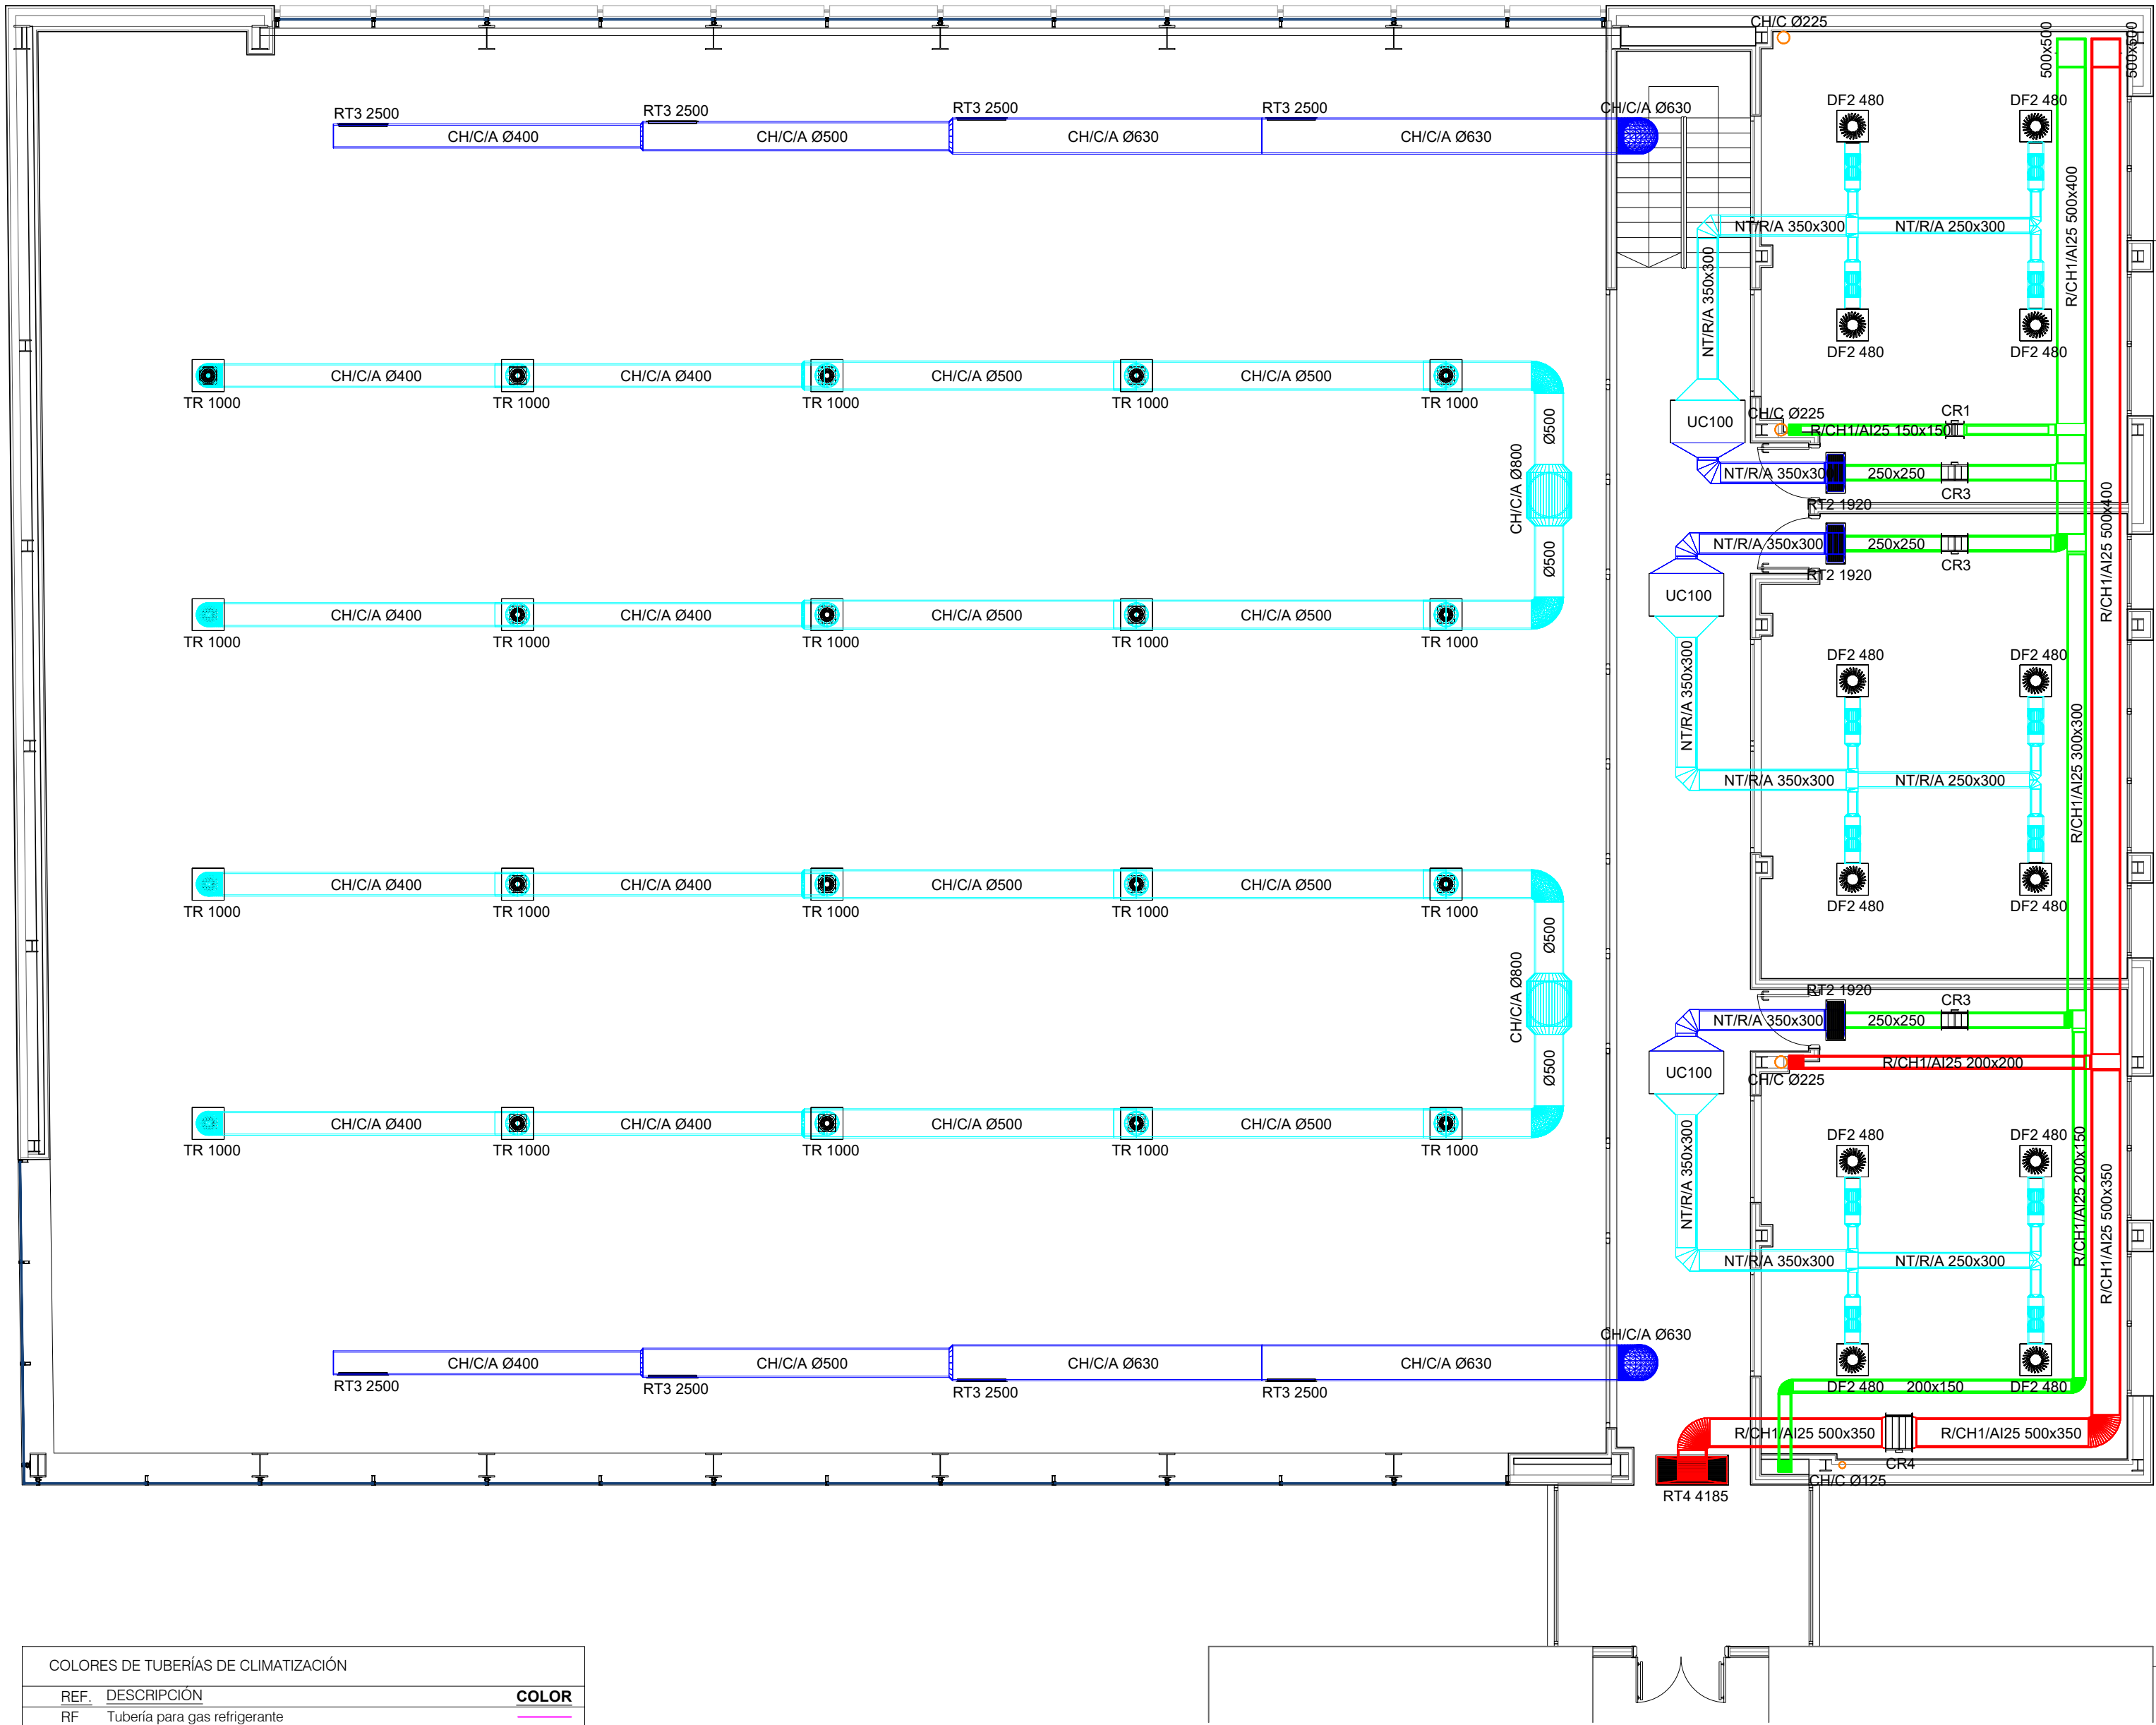 CH/C Ø225
500x500
500x500
RT3 2500
RT3 2500
RT3 2500
RT3 2500
CH/C/A Ø630
DF2 480
DF2 480
CH/C/A Ø400
CH/C/A Ø500
CH/C/A Ø630
CH/C/A Ø630
R/CH1/AI25 500x400
NT/R/A 350x300
NT/R/A 250x300
NT/R/A 350x300
DF2 480
DF2 480
CH/C/A Ø400
CH/C/A Ø400
CH/C/A Ø500
CH/C/A Ø500
TR 1000
TR 1000
TR 1000
TR 1000
TR 1000
Ø500
UC100
CH/C Ø225
CR1
R/CH1/AI25 150x150
CH/C/A Ø800
NT/R/A 350x300
250x250
CR3
RT2 1920
R/CH1/AI25 500x400
Ø500
NT/R/A 350x300
250x250
CR3
RT2 1920
UC100
CH/C/A Ø400
CH/C/A Ø400
CH/C/A Ø500
CH/C/A Ø500
TR 1000
TR 1000
TR 1000
TR 1000
TR 1000
NT/R/A 350x300
DF2 480
DF2 480
R/CH1/AI25 300x300
NT/R/A 350x300
NT/R/A 250x300
DF2 480
DF2 480
CH/C/A Ø400
CH/C/A Ø400
CH/C/A Ø500
CH/C/A Ø500
TR 1000
TR 1000
TR 1000
TR 1000
TR 1000
Ø500
CH/C/A Ø800
Ø500
RT2 1920
CR3
NT/R/A 350x300
250x250
UC100
R/CH1/AI25 200x200
CH/C Ø225
CH/C/A Ø400
CH/C/A Ø400
CH/C/A Ø500
CH/C/A Ø500
TR 1000
TR 1000
TR 1000
TR 1000
TR 1000
NT/R/A 350x300
DF2 480
DF2 480
R/CH1/AI25 200x150
R/CH1/AI25 500x350
NT/R/A 350x300
NT/R/A 250x300
CH/C/A Ø630
CH/C/A Ø400
CH/C/A Ø500
CH/C/A Ø630
CH/C/A Ø630
RT3 2500
RT3 2500
RT3 2500
RT3 2500
DF2 480
200x150
DF2 480
R/CH1/AI25 500x350
R/CH1/AI25 500x350
CR4
CH/C Ø125
RT4 4185
COLORES DE TUBERÍAS DE CLIMATIZACIÓN
REF. DESCRIPCIÓN COLOR
RF Tubería para gas refrigerante